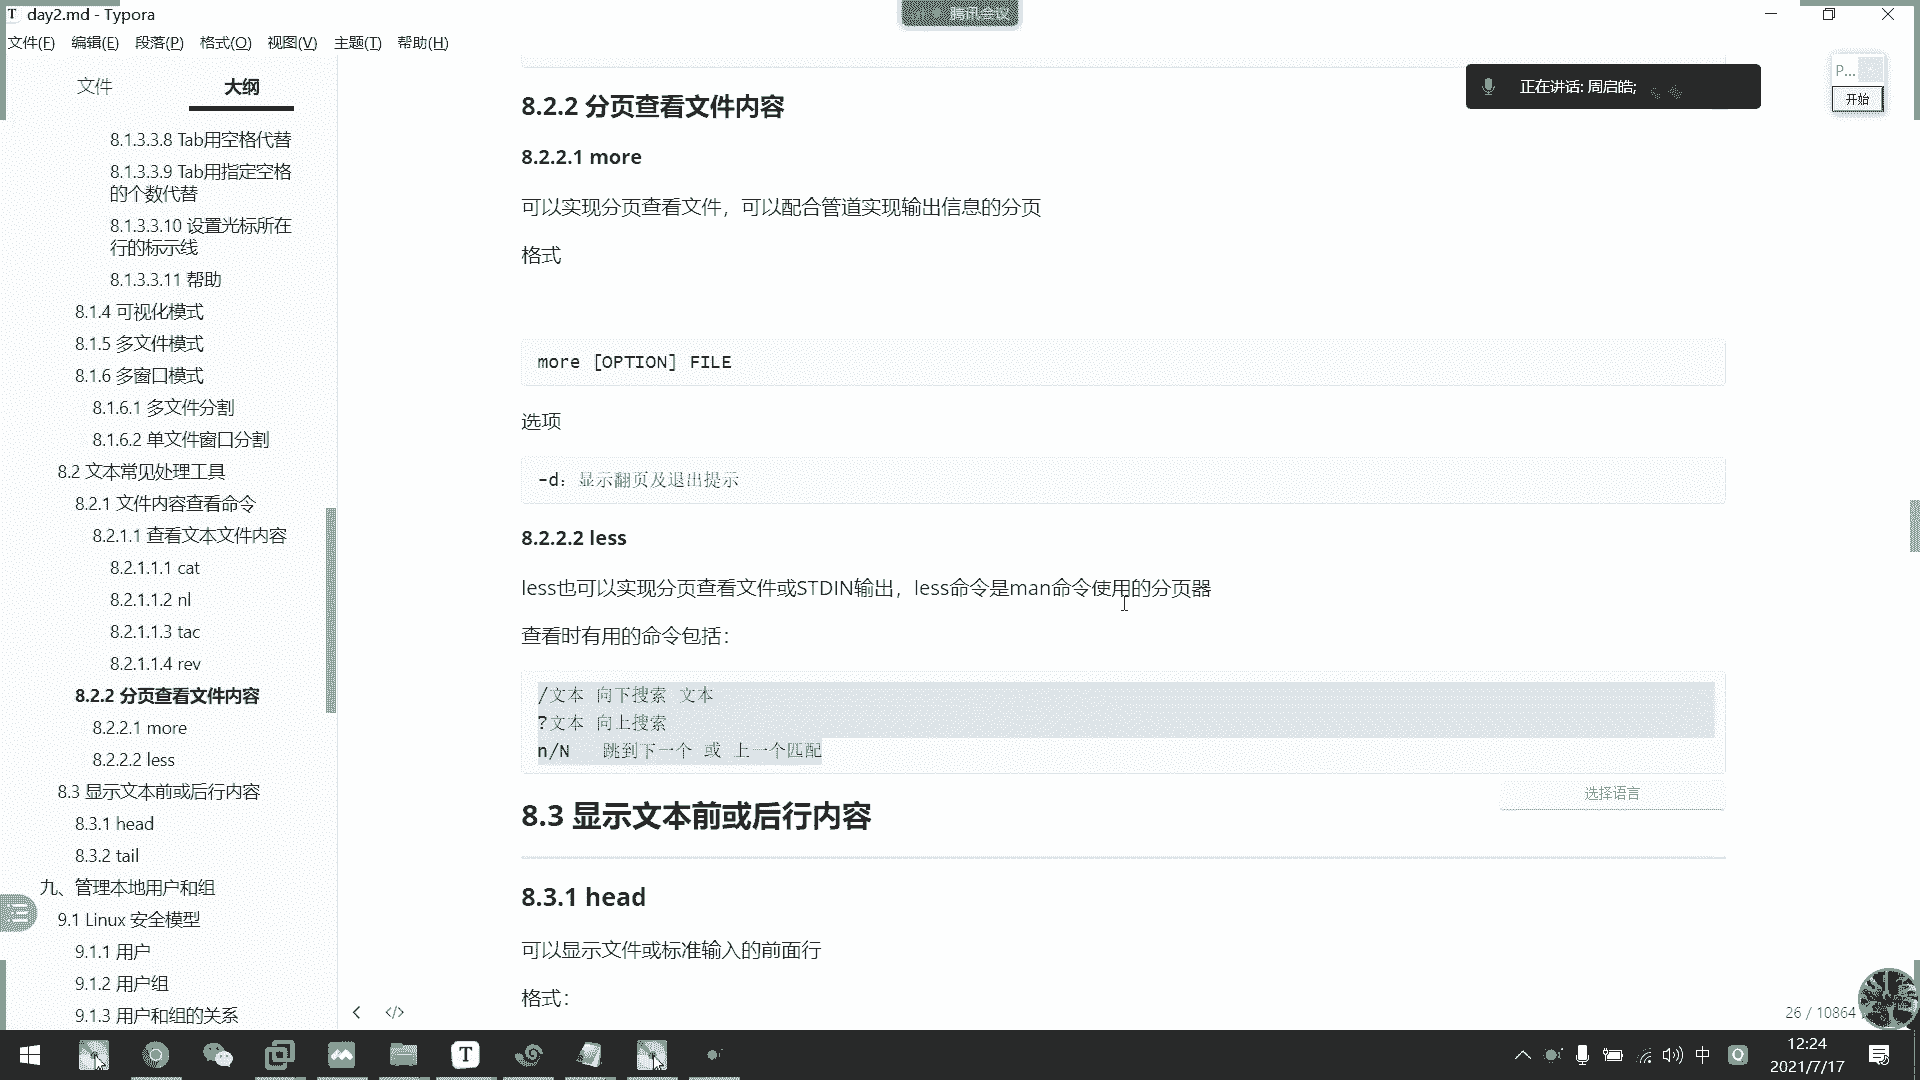 day2.md - Typora
腾讯会议
文件(F) 编辑(E) 段落(P) 格式(O) 视图(V) 主题(T) 帮助(H)
文件 大纲
8.1.3.3.8 Tab用空格代替
8.1.3.3.9 Tab用指定空格
的个数代替
8.1.3.3.10 设置光标所在
行的标示线
8.1.3.3.11 帮助
8.1.4 可视化模式
8.1.5 多文件模式
8.1.6 多窗口模式
8.1.6.1 多文件分割
8.1.6.2 单文件窗口分割
8.2 文本常见处理工具
8.2.1 文件内容查看命令
8.2.1.1 查看文本文件内容
8.2.1.1.1 cat
8.2.1.1.2 nl
8.2.1.1.3 tac
8.2.1.1.4 rev
8.2.2 分页查看文件内容
8.2.2.1 more
8.2.2.2 less
8.3 显示文本前或后行内容
8.3.1 head
8.3.2 tail
九、管理本地用户和组
9.1 Linux 安全模型
9.1.1 用户
9.1.2 用户组
9.1.3 用户和组的关系
8.2.2 分页查看文件内容
8.2.2.1 more
可以实现分页查看文件，可以配合管道实现输出信息的分页
格式
more [OPTION] FILE
选项
-d: 显示翻页及退出提示
8.2.2.2 less
less也可以实现分页查看文件或STDIN输出，less命令是man命令使用的分页器
查看时有用的命令包括：
/文本 向下搜索 文本
?文本 向上搜索
n/N 跳到下一个 或 上一个匹配
选择语言
8.3 显示文本前或后行内容
8.3.1 head
可以显示文件或标准输入的前面行
格式：
正在讲话: 周启皓;
P...
开始
26 / 10864
中
12:24
2021/7/17